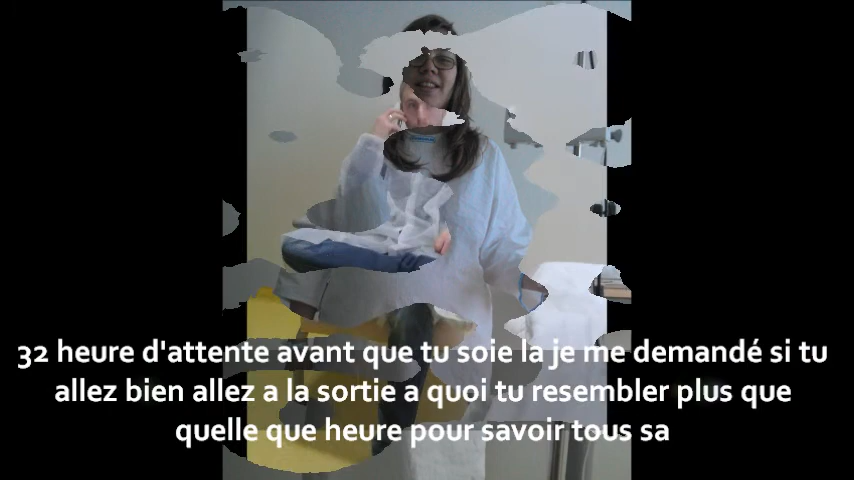 32 heure d'attente avant que tu soie la je me demandé si tu
allez bien allez a la sortie a quoi tu resembler plus que
quelle que heure pour savoir tous sa